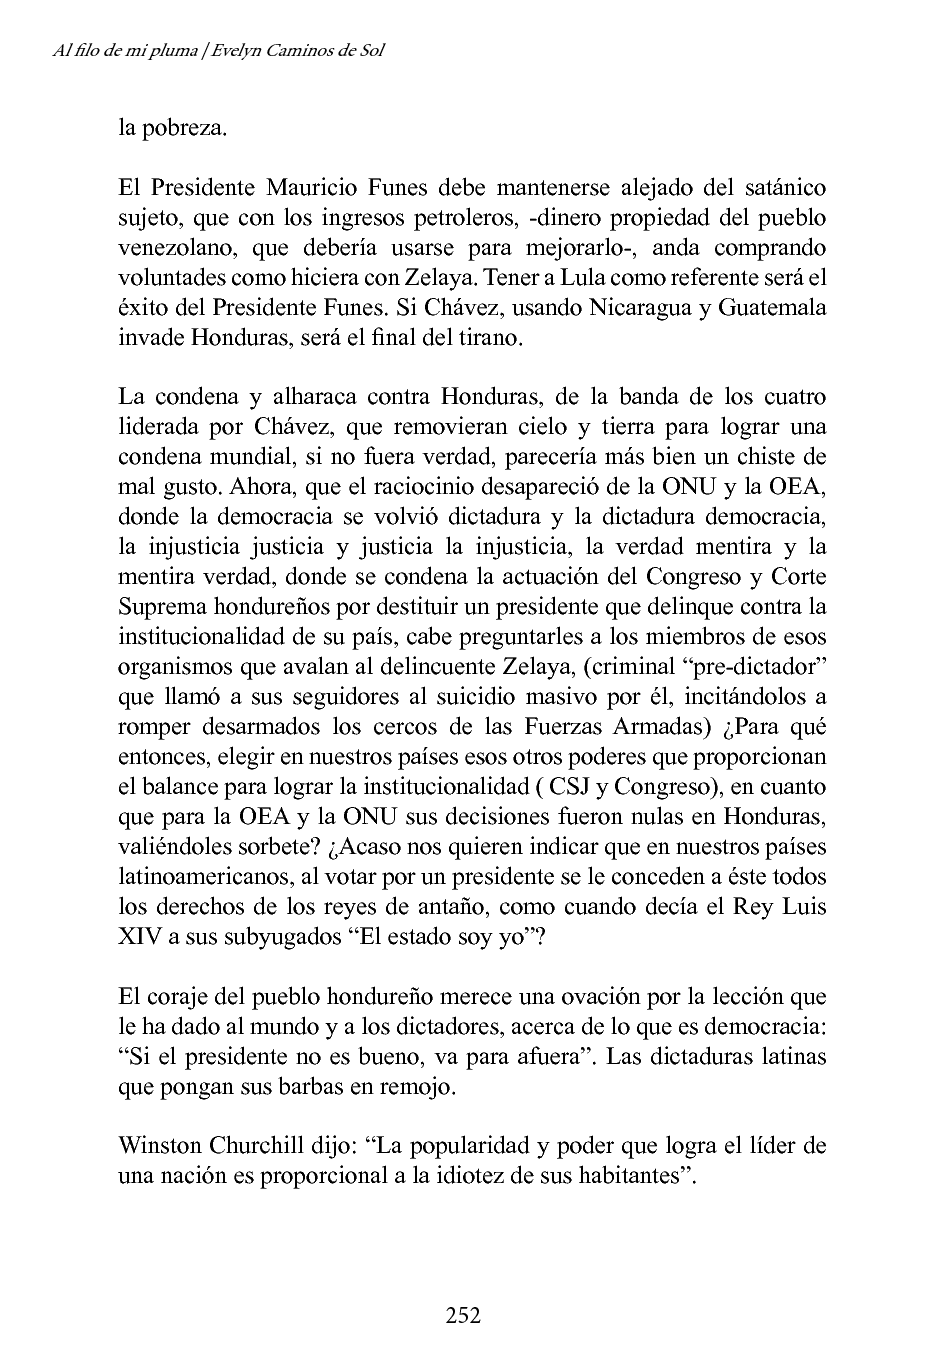 Al filo de mi pluma | Evelyn Caminos de Sol
la pobreza.
El Presidente Mauricio Funes debe mantenerse alejado del satánico
sujeto, que con los ingresos petroleros, -dinero propiedad del pueblo
venezolano, que debería usarse para mejorarlo-, anda comprando
voluntades como hiciera con Zelaya. Tener a Lula como referente será el
éxito del Presidente Funes. Si Chávez, usando Nicaragua y Guatemala
invade Honduras, será el final del tirano.
La condena y alharaca contra Honduras, de la banda de los cuatro
liderada por Chávez, que removieran cielo y tierra para lograr una
condena mundial, si no fuera verdad, parecería más bien un chiste de
mal gusto. Ahora, que el raciocinio desapareció de la ONU y la OEA,
donde la democracia se volvió dictadura y la dictadura democracia,
la injusticia justicia y justicia la injusticia, la verdad mentira y la
mentira verdad, donde se condena la actuación del Congreso y Corte
Suprema hondureños por destituir un presidente que delinque contra la
institucionalidad de su país, cabe preguntarles a los miembros de esos
organismos que avalan al delincuente Zelaya, (criminal “pre-dictador”
que llamó a sus seguidores al suicidio masivo por él, incitándolos a
romper desarmados los cercos de las Fuerzas Armadas) ¿Para qué
entonces, elegir en nuestros países esos otros poderes que proporcionan
el balance para lograr la institucionalidad ( CSJ y Congreso), en cuanto
que para la OEA y la ONU sus decisiones fueron nulas en Honduras,
valiéndoles sorbete? ¿Acaso nos quieren indicar que en nuestros países
latinoamericanos, al votar por un presidente se le conceden a éste todos
los derechos de los reyes de antaño, como cuando decía el Rey Luis
XIV a sus subyugados “El estado soy yo”?
El coraje del pueblo hondureño merece una ovación por la lección que
le ha dado al mundo y a los dictadores, acerca de lo que es democracia:
“Si el presidente no es bueno, va para afuera”. Las dictaduras latinas
que pongan sus barbas en remojo.
Winston Churchill dijo: “La popularidad y poder que logra el líder de
una nación es proporcional a la idiotez de sus habitantes”.
252